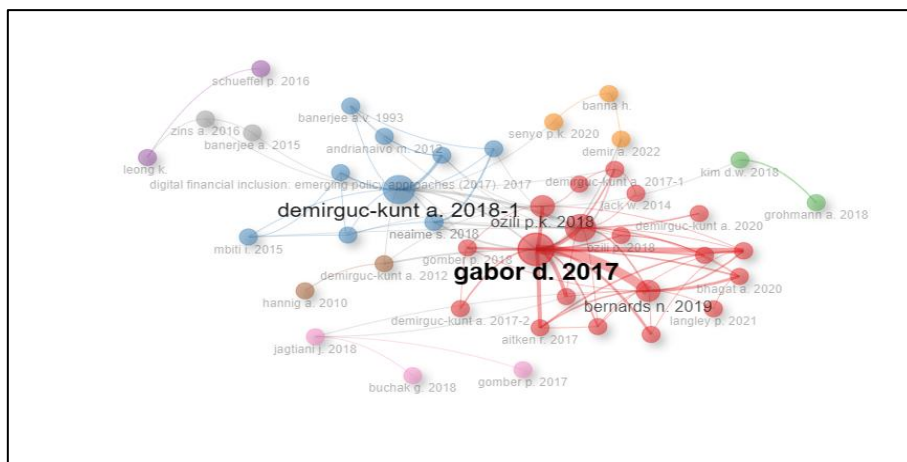 schueffel p. 2016
banerjee a.v. 1993
banna h.
zins a. 2016
senyo p.k. 2020
banerjee a. 2015
andrianaivo m. 2012
demir a. 2022
leong k.
kim d.w. 2018
digital financial inclusion: emerging policy approaches (2017). 2017
demirguc-kunt a. 2017-1
jack w. 2014
grohmann a. 2018
demirguc-kunt a. 2018-1
ozili p.k. 2018
demirguc-kunt a. 2020
neaime s. 2018
mbiti i. 2015
ozili p. 2018
gomber p. 2018
demirguc-kunt a. 2012
gabor d. 2017
bhagat a. 2020
hannig a. 2010
bernards n. 2019
demirguc-kunt a. 2017-2
langley p. 2021
aitken r. 2017
jagtiani j. 2018
buchak g. 2018
gomber p. 2017